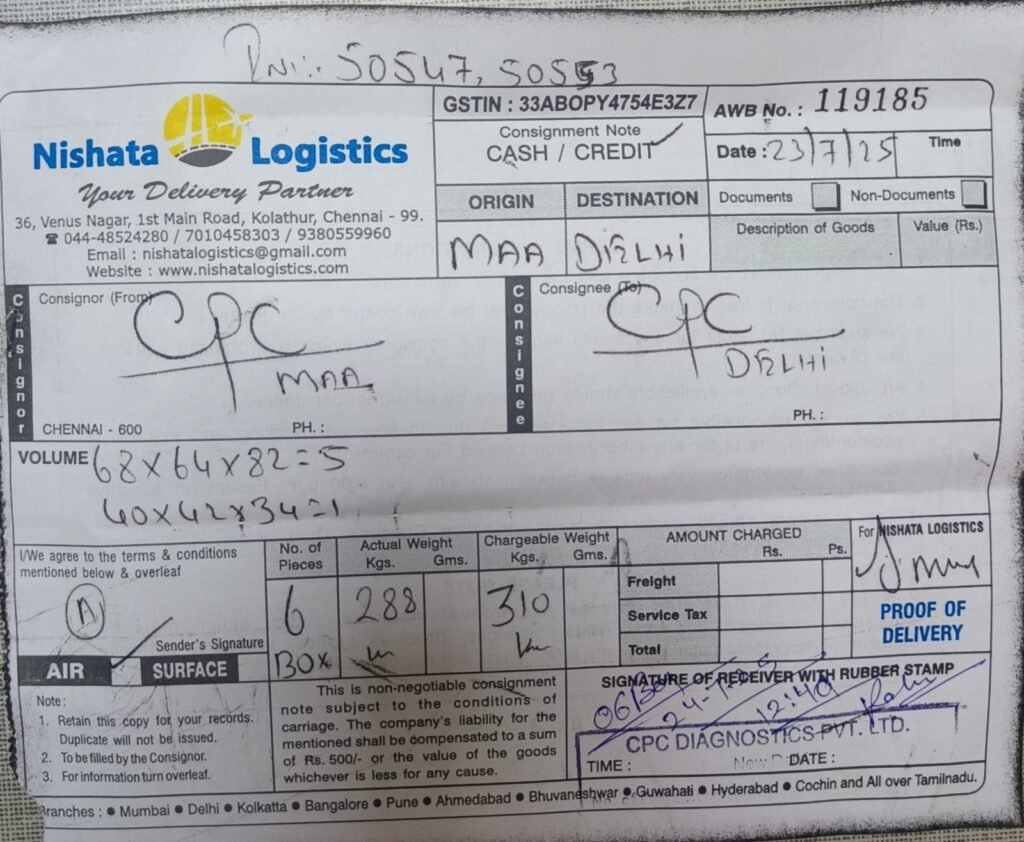 Inv:- 50547, 50553
Nishata Logistics
Your Delivery Partner
36, Venus Nagar, 1st Main Road, Kolathur, Chennai - 99.
☎ 044-48524280 / 7010458303 / 9380559960
Email : nishatalogistics@gmail.com
Website : www.nishatalogistics.com
GSTIN : 33ABOPY4754E3Z7
Consignment Note
CASH / CREDIT ✓
AWB No. : 119185
Date : 23/7/25 Time
ORIGIN DESTINATION
MAA DELHI
Documents Non-Documents
Description of Goods Value (Rs.)
Consignor
Consignor (From)
CPC
MAA
CHENNAI - 600 PH. :
Consignee
Consignee (To)
CPC
DELHI
PH. :
VOLUME 68X64X82=5
40X42X34=1
I/We agree to the terms & conditions
mentioned below & overleaf
Sender's Signature
AIR ✓ SURFACE
No. of Pieces
6
BOX
Actual Weight
Kgs. Gms.
288
Chargeable Weight
Kgs. Gms.
310
AMOUNT CHARGED
Rs. Ps.
Freight
Service Tax
Total
For NISHATA LOGISTICS
PROOF OF
DELIVERY
Note :
1. Retain this copy for your records.
Duplicate will not be issued.
2. To be filled by the Consignor.
3. For information turn overleaf.
This is non-negotiable consignment
note subject to the conditions of
carriage. The company's liability for the
mentioned shall be compensated to a sum
of Rs. 500/- or the value of the goods
whichever is less for any cause.
SIGNATURE OF RECEIVER WITH RUBBER STAMP
06 Box
24-7-25
12:40
CPC DIAGNOSTICS PVT. LTD.
TIME : DATE :
Branches : ● Mumbai ● Delhi ● Kolkatta ● Bangalore ● Pune ● Ahmedabad ● Bhuvaneshwar ● Guwahati ● Hyderabad ● Cochin and All over Tamilnadu.